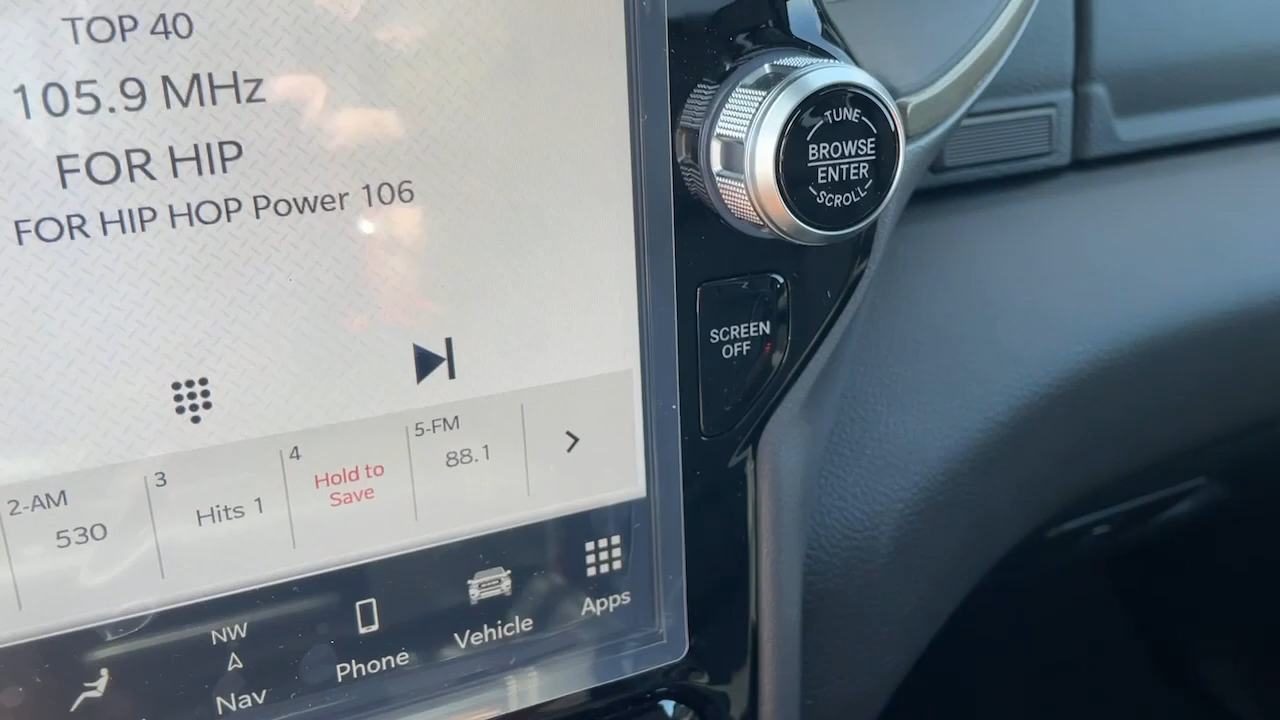 TOP 40
105.9 MHz
FOR HIP
FOR HIP HOP Power 106
2-AM
530
3
Hits 1
4
Hold to
Save
5-FM
88.1
NW
Nav
Phone
Vehicle
Apps
TUNE
BROWSE
ENTER
SCROLL
SCREEN
OFF